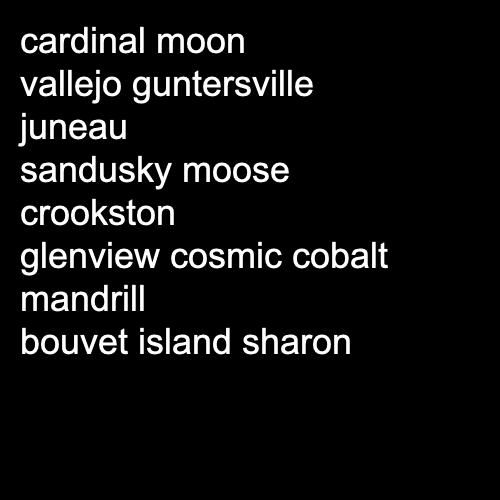 cardinal moon
vallejo guntersville
juneau
sandusky moose
crookston
glenview cosmic cobalt
mandrill
bouvet island sharon